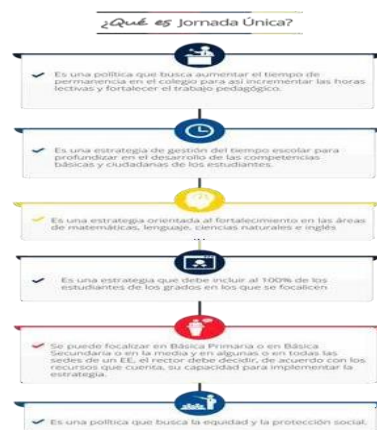 ¿Qué es Jornada Única?
Es una política que busca aumentar el tiempo de
permanencia en el colegio para así incrementar las horas
lectivas y fortalecer el trabajo pedagógico.
Es una estrategia de gestión del tiempo escolar para
profundizar en el desarrollo de las competencias
básicas y ciudadanas de los estudiantes.
Es una estrategia orientada al fortalecimiento en las áreas
de matemáticas, lenguaje, ciencias naturales e inglés
...
Es una estrategia que debe incluir al 100% de los
estudiantes de los grados en los que se focalicen
Se puede focalizar en Básica Primaria o en Básica
Secundaria o en la media y en algunas o en todas las
sedes de un EE, el rector debe decidir, de acuerdo con los
recursos que cuenta, su capacidad para implementar la
estrategia.
Es una política que busca la equidad y la protección social.